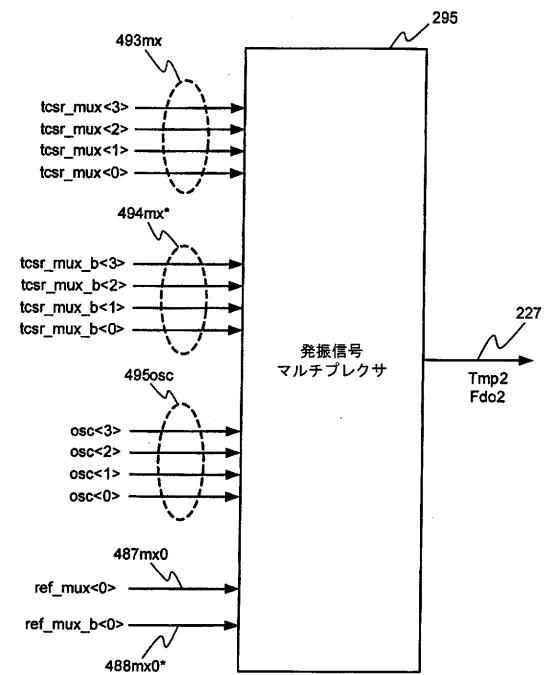 295
493mx
tcsr_mux<3>
tcsr_mux<2>
tcsr_mux<1>
tcsr_mux<0>
494mx*
tcsr_mux_b<3>
tcsr_mux_b<2>
tcsr_mux_b<1>
tcsr_mux_b<0>
発振信号
マルチプレクサ
227
Tmp2
Fdo2
495osc
osc<3>
osc<2>
osc<1>
osc<0>
487mx0
ref_mux<0>
ref_mux_b<0>
488mx0*